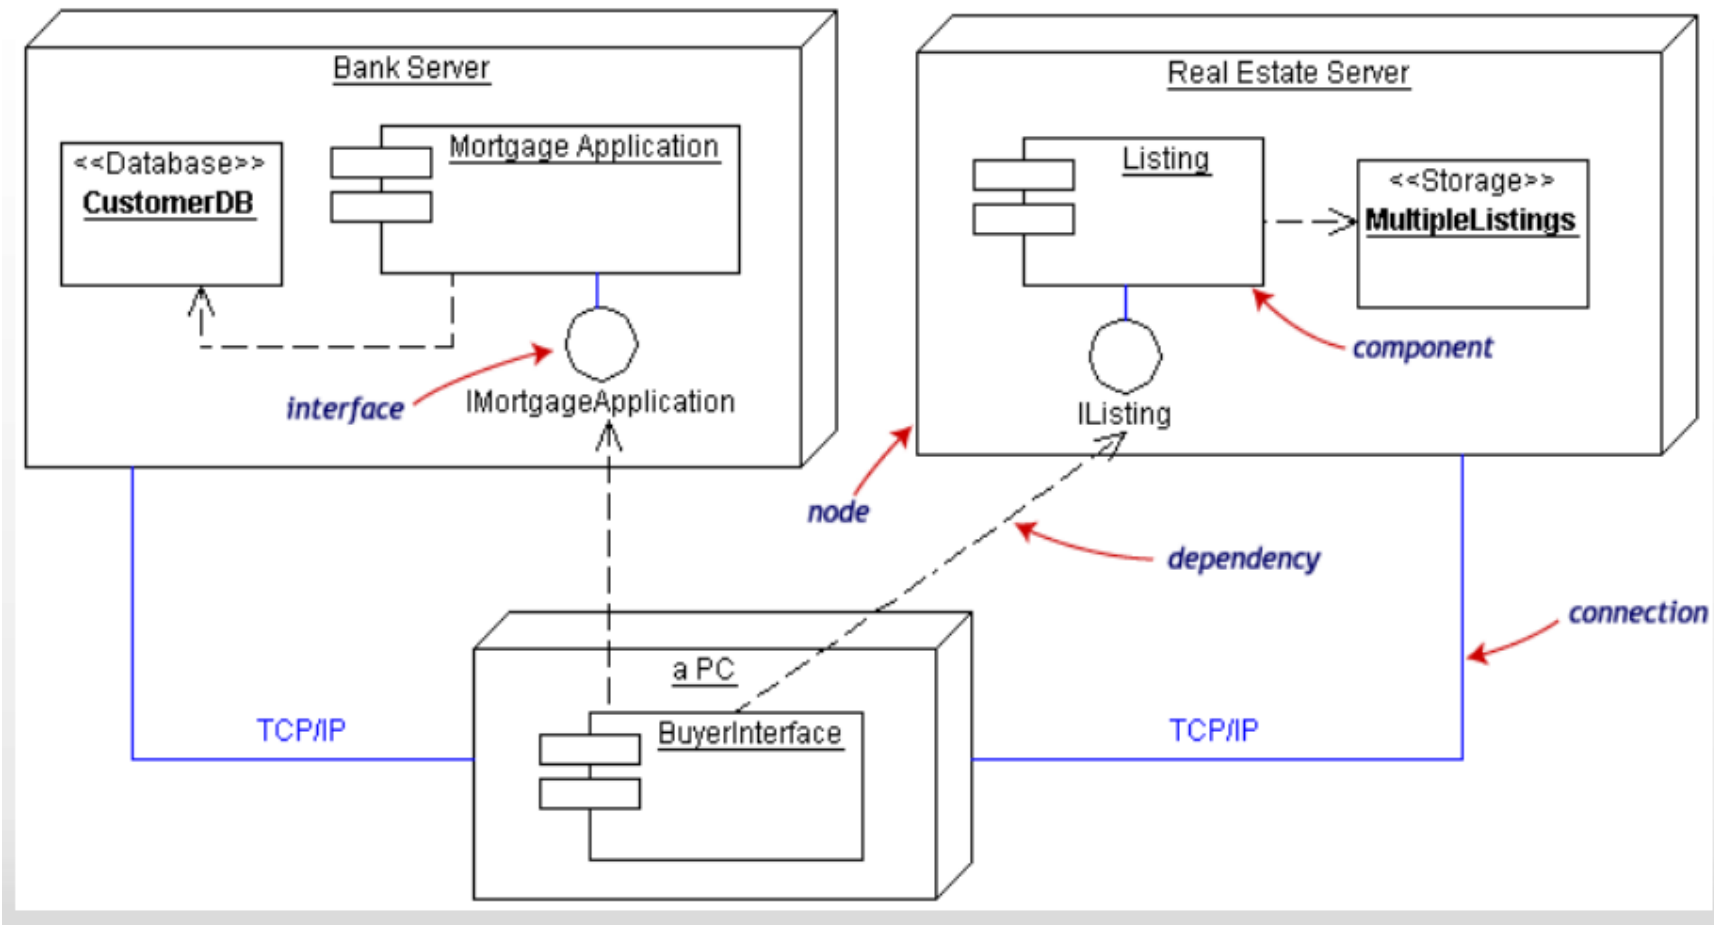 Bank Server
<<Database>>
CustomerDB
Mortgage Application
interface
IMortgageApplication
Real Estate Server
Listing
<<Storage>>
MultipleListings
component
IListing
node
dependency
connection
a PC
BuyerInterface
TCP/IP
TCP/IP